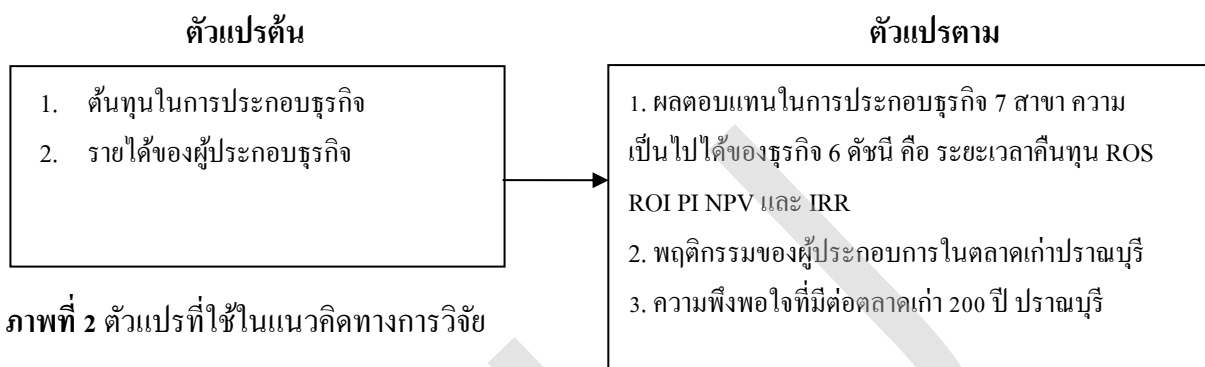 ตัวแปรต้น
1. ต้นทุนในการประกอบธุรกิจ
2. รายได้ของผู้ประกอบธุรกิจ
ตัวแปรตาม
1. ผลตอบแทนในการประกอบธุรกิจ 7 สาขา ความ
เป็นไปได้ของธุรกิจ 6 ดัชนี คือ ระยะเวลาคืนทุน ROS
ROI PI NPV และ IRR
2. พฤติกรรมของผู้ประกอบการในตลาดเก่าปราณบุรี
3. ความพึงพอใจที่มีต่อตลาดเก่า 200 ปี ปราณบุรี
ภาพที่ 2 ตัวแปรที่ใช้ในแนวคิดทางการวิจัย